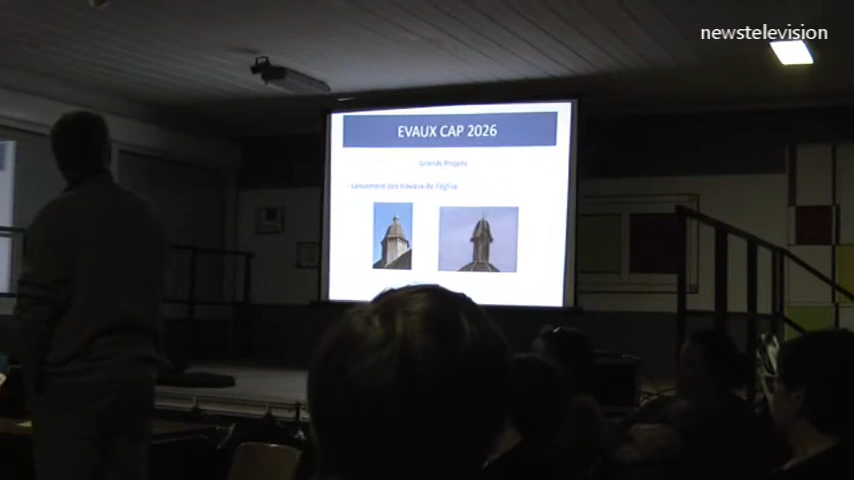 newstelevision
EVAUX CAP 2026
Grands Projets
- Lancement des travaux de l'église